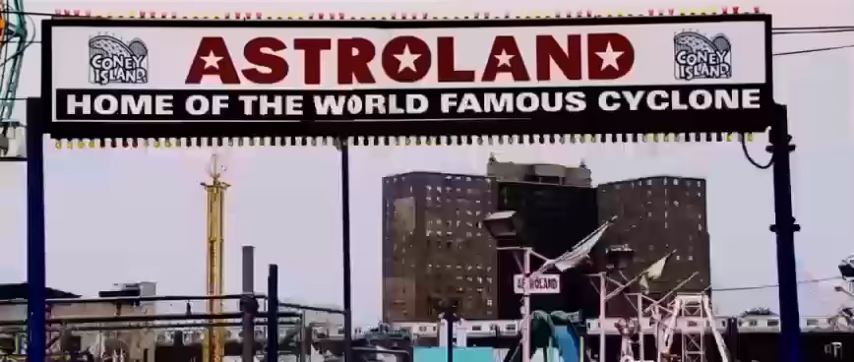 CONEY
ISLAND
ASTROLAND
CONEY
ISLAND
HOME OF THE WORLD FAMOUS CYCLONE
ASTROLAND